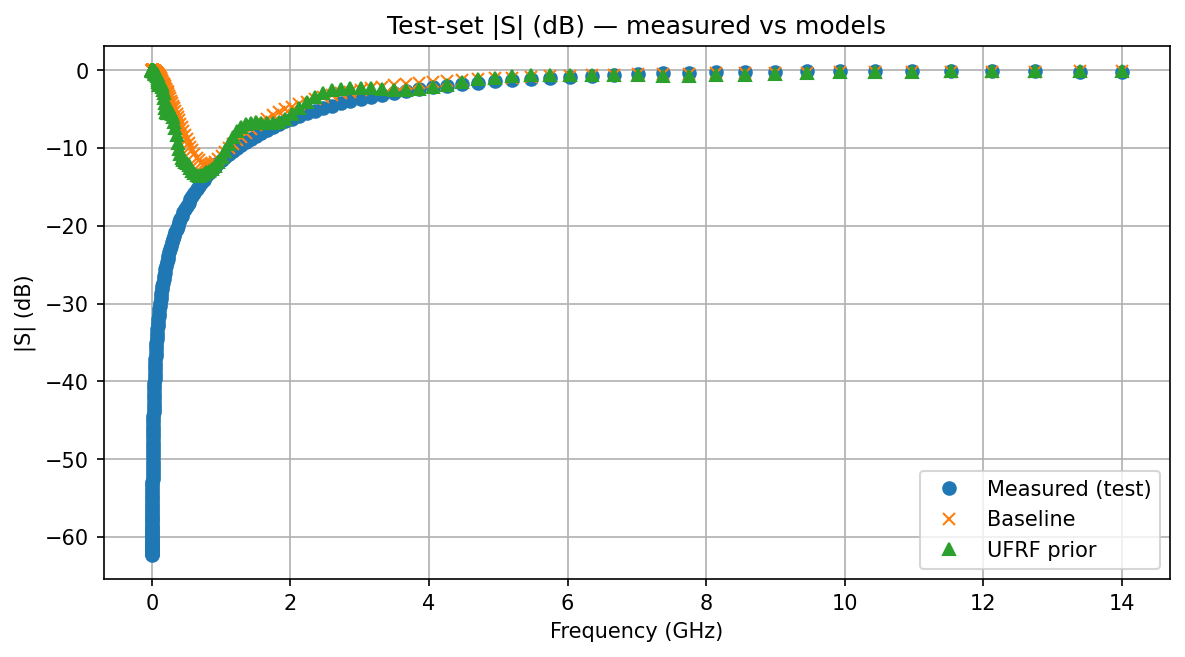 Test-set |S| (dB) — measured vs models
|S| (dB)
0
−10
−20
−30
−40
−50
−60
0 2 4 6 8 10 12 14
Frequency (GHz)
Measured (test)
Baseline
UFRF prior